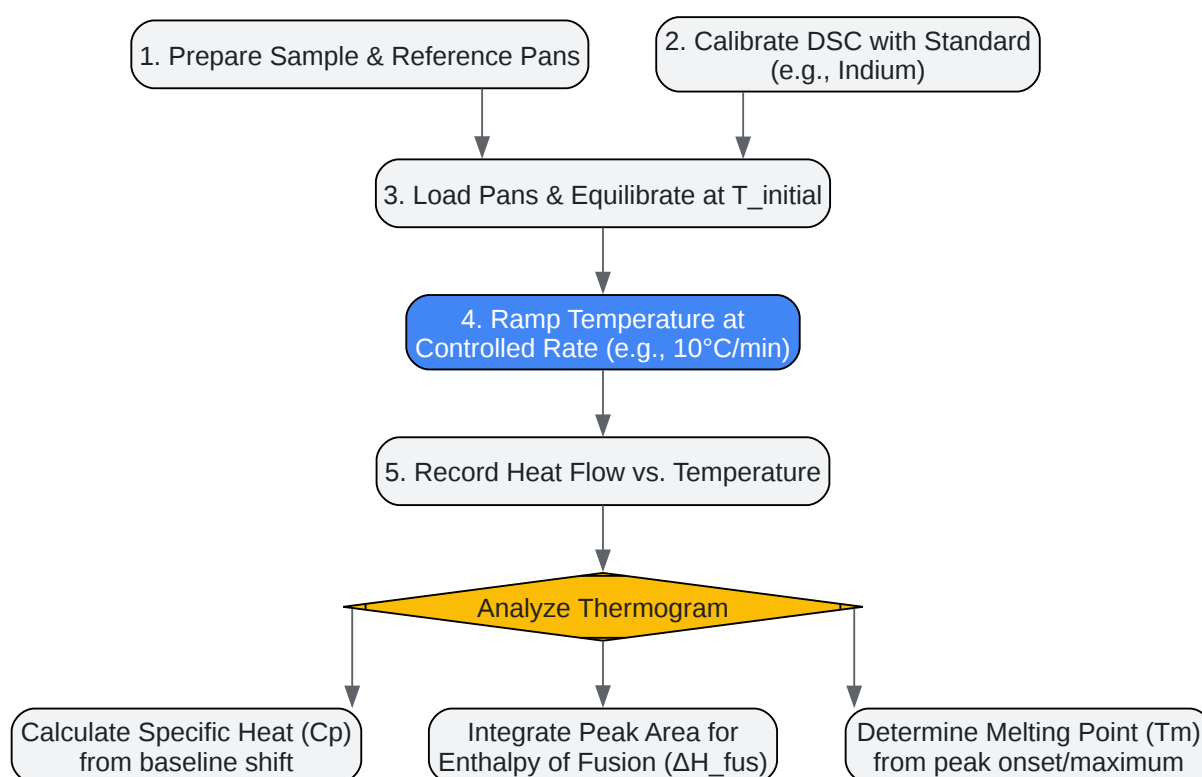 1. Prepare Sample & Reference Pans
2. Calibrate DSC with Standard
(e.g., Indium)
3. Load Pans & Equilibrate at T_initial
4. Ramp Temperature at
Controlled Rate (e.g., 10°C/min)
5. Record Heat Flow vs. Temperature
Analyze Thermogram
Calculate Specific Heat (Cp)
from baseline shift
Integrate Peak Area for
Enthalpy of Fusion (ΔH_fus)
Determine Melting Point (Tm)
from peak onset/maximum